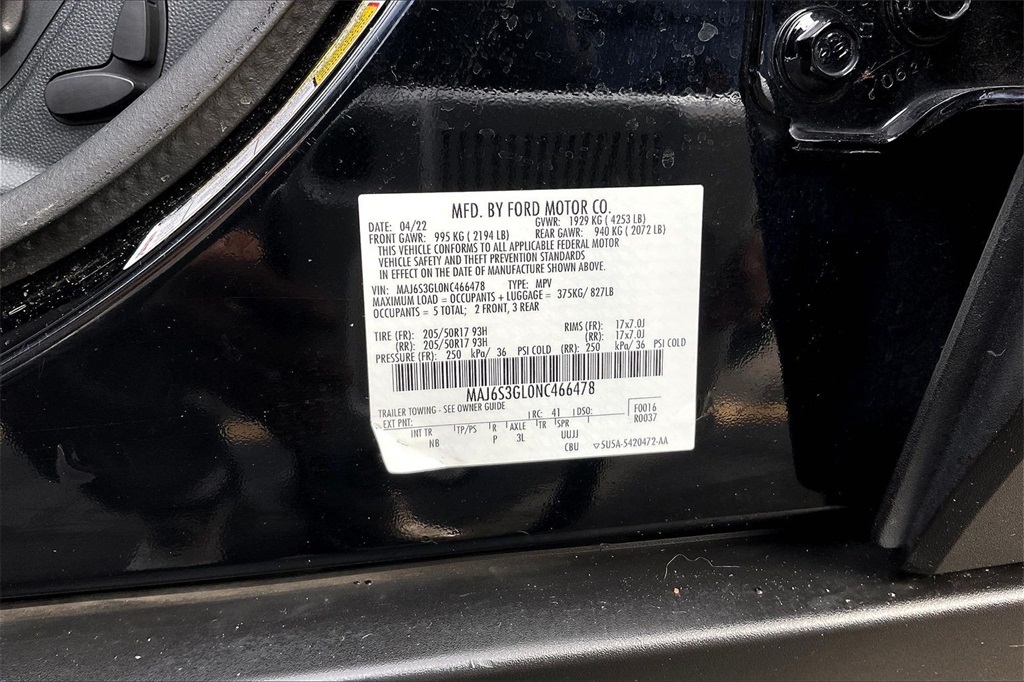 MFD. BY FORD MOTOR CO.
DATE: 04/22 GVWR: 1929 KG ( 4253 LB)
FRONT GAWR: 995 KG ( 2194 LB) REAR GAWR: 940 KG ( 2072 LB)
THIS VEHICLE CONFORMS TO ALL APPLICABLE FEDERAL MOTOR
VEHICLE SAFETY AND THEFT PREVENTION STANDARDS
IN EFFECT ON THE DATE OF MANUFACTURE SHOWN ABOVE.
VIN: MAJ6S3GL0NC466478 TYPE: MPV
MAXIMUM LOAD = OCCUPANTS + LUGGAGE = 375KG/ 827LB
OCCUPANTS = 5 TOTAL; 2 FRONT, 3 REAR
TIRE (FR): 205/50R17 93H RIMS (FR): 17x7.0J
(RR): 205/50R17 93H (RR): 17x7.0J
PRESSURE (FR): 250 kPa/ 36 PSI COLD (RR): 250 kPa/ 36 PSI COLD
MAJ6S3GL0NC466478
TRAILER TOWING - SEE OWNER GUIDE
EXT PNT: RC: 41 DSO: F0016
R0037
INT TR TP/PS R AXLE TR SPR
NB P 3L UUJJ
CBU 5U5A-5420472-AA